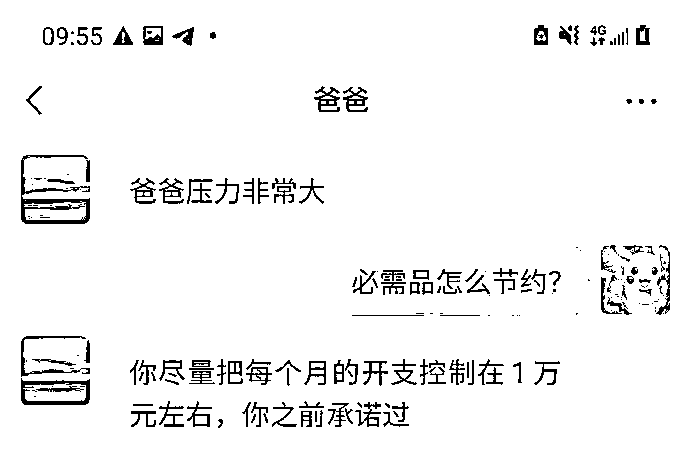 09:55
4G
爸爸
爸爸压力非常大
必需品怎么节约？
你尽量把每个月的开支控制在1万
元左右，你之前承诺过